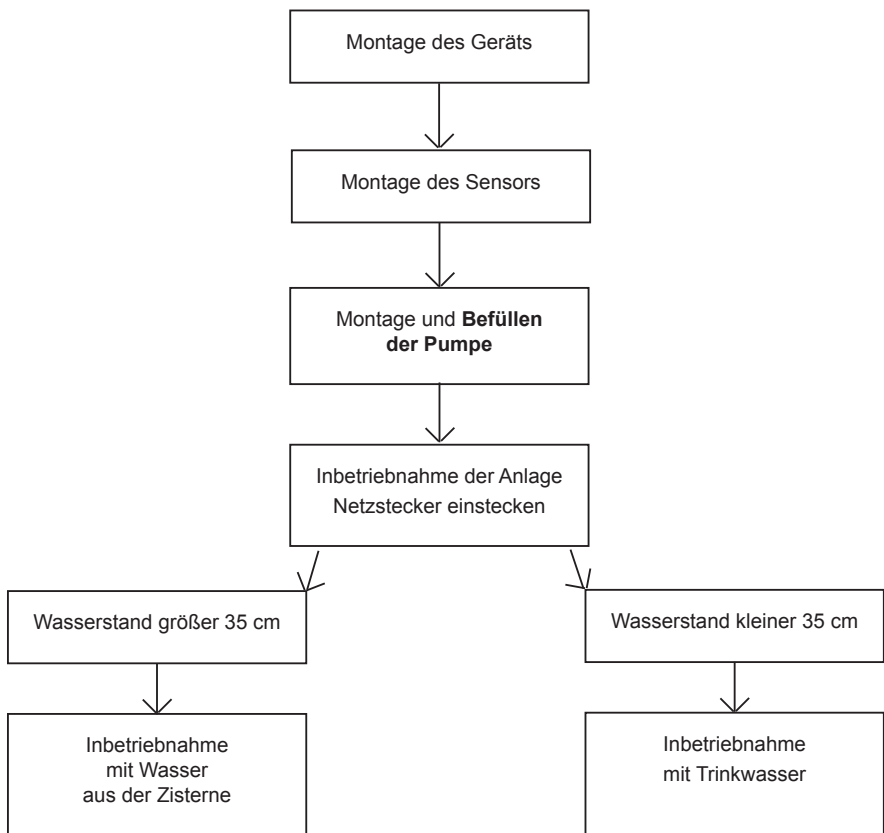 Montage des Geräts
Montage des Sensors
Montage und Befüllen
der Pumpe
Inbetriebnahme der Anlage
Netzstecker einstecken
Wasserstand größer 35 cm
Wasserstand kleiner 35 cm
Inbetriebnahme
mit Wasser
aus der Zisterne
Inbetriebnahme
mit Trinkwasser